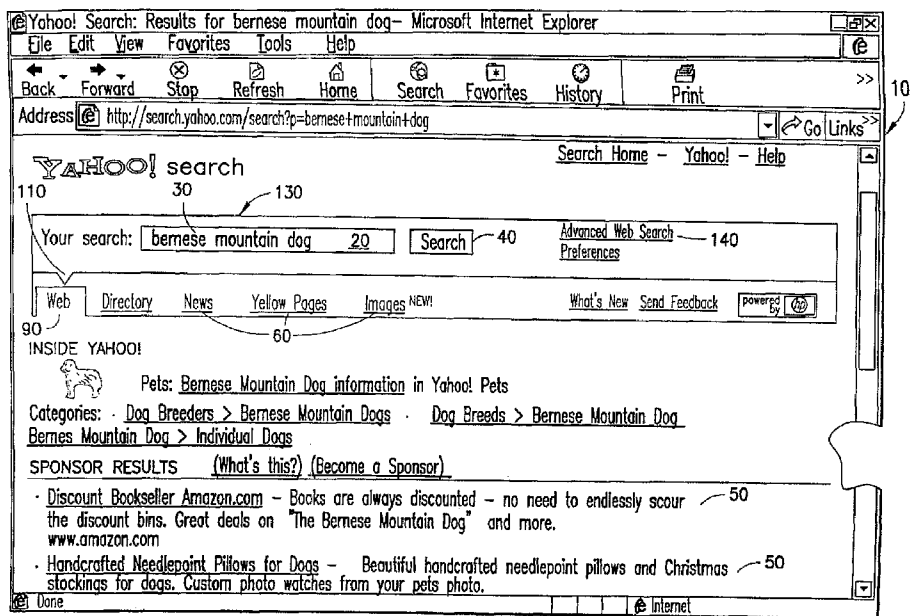 Yahoo! Search: Results for bernese mountain dog– Microsoft Internet Explorer
File Edit View Favorites Tools Help
Back Forward Stop Refresh Home Search Favorites History Print >>
10
Address http://search.yahoo.com/search?p=bernese+mountain+dog Go Links >>
YAHOO! search
Search Home – Yahoo! – Help
110 30 130
Your search: bernese mountain dog 20 Search 40 Advanced Web Search 140
Preferences
Web Directory News Yellow Pages Images NEW! What's New Send Feedback powered by hp
90 60
INSIDE YAHOO!
Pets: Bernese Mountain Dog information in Yahoo! Pets
Categories: · Dog Breeders > Bernese Mountain Dogs · Dog Breeds > Bernese Mountain Dog
Bernes Mountain Dog > Individual Dogs
SPONSOR RESULTS (What's this?) (Become a Sponsor)
· Discount Bookseller Amazon.com – Books are always discounted – no need to endlessly scour 50
the discount bins. Great deals on "The Bernese Mountain Dog" and more.
www.amazon.com
· Handcrafted Needlepoint Pillows for Dogs – Beautiful handcrafted needlepoint pillows and Christmas 50
stockings for dogs. Custom photo watches from your pets photo.
Done Internet